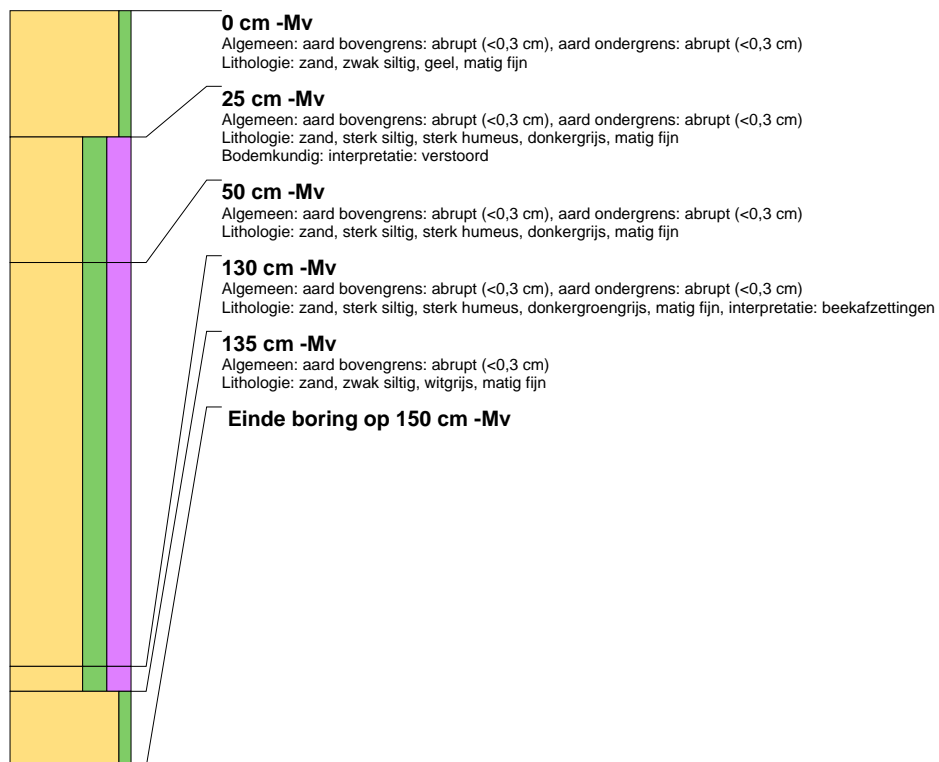 0 cm -Mv
Algemeen: aard bovengrens: abrupt (<0,3 cm), aard ondergrens: abrupt (<0,3 cm)
Lithologie: zand, zwak siltig, geel, matig fijn
25 cm -Mv
Algemeen: aard bovengrens: abrupt (<0,3 cm), aard ondergrens: abrupt (<0,3 cm)
Lithologie: zand, sterk siltig, sterk humeus, donkergrijs, matig fijn
Bodemkundig: interpretatie: verstoord
50 cm -Mv
Algemeen: aard bovengrens: abrupt (<0,3 cm), aard ondergrens: abrupt (<0,3 cm)
Lithologie: zand, sterk siltig, sterk humeus, donkergrijs, matig fijn
130 cm -Mv
Algemeen: aard bovengrens: abrupt (<0,3 cm), aard ondergrens: abrupt (<0,3 cm)
Lithologie: zand, sterk siltig, sterk humeus, donkergroengrijs, matig fijn, interpretatie: beekafzettingen
135 cm -Mv
Algemeen: aard bovengrens: abrupt (<0,3 cm)
Lithologie: zand, zwak siltig, witgrijs, matig fijn
Einde boring op 150 cm -Mv